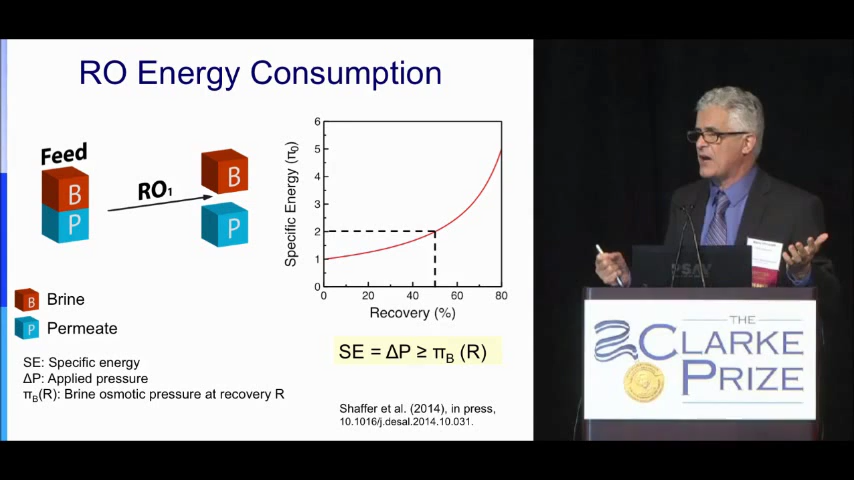 RO Energy Consumption
Feed
B
P
RO₁
B
P
Brine
B
Permeate
P
SE: Specific energy
ΔP: Applied pressure
π_B(R): Brine osmotic pressure at recovery R
Specific Energy (π₀)
6
5
4
3
2
1
0
0 20 40 60 80
Recovery (%)
SE = ΔP ≥ π_B (R)
Shaffer et al. (2014), in press,
10.1016/j.desal.2014.10.031.
THE
CLARKE
PRIZE